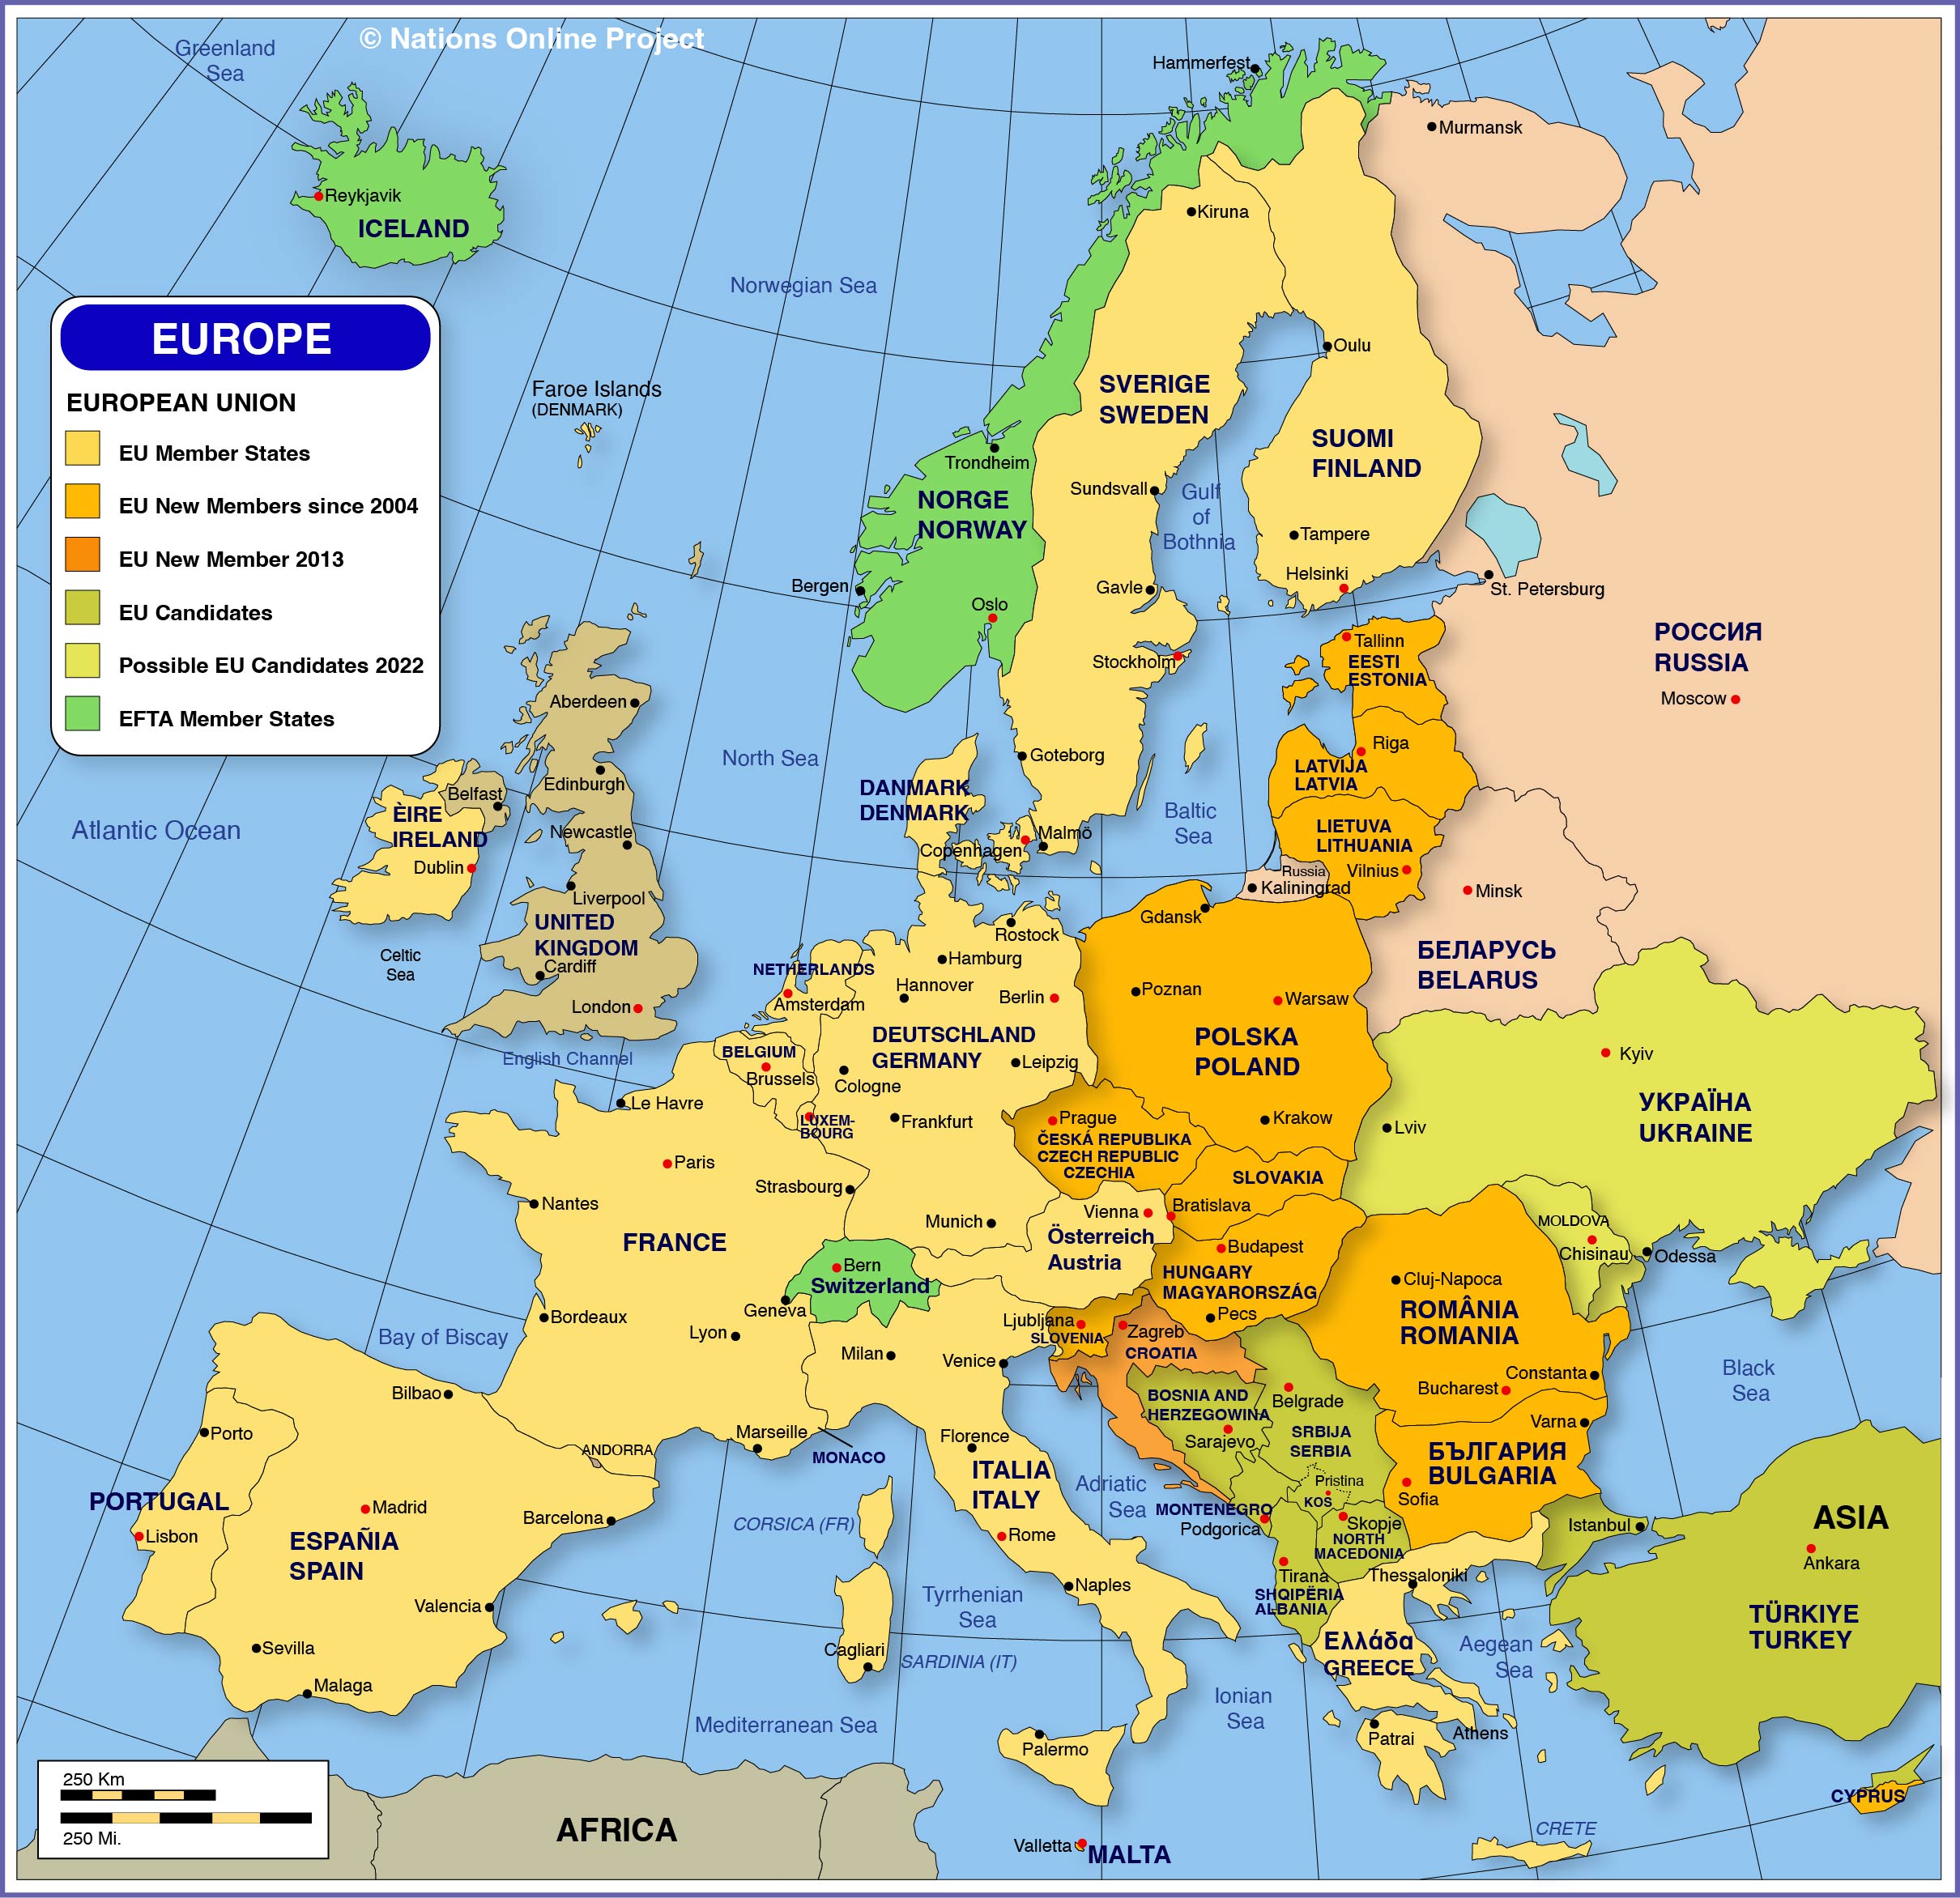 © Nations Online Project
Greenland
Sea
Hammerfest
Murmansk
Reykjavik
ICELAND
Kiruna
Norwegian Sea
EUROPE
EUROPEAN UNION
EU Member States
EU New Members since 2004
EU New Member 2013
EU Candidates
Possible EU Candidates 2022
EFTA Member States
Faroe Islands
(DENMARK)
Oulu
SVERIGE
SWEDEN
SUOMI
FINLAND
Trondheim
NORGE
NORWAY
Sundsvall
Gulf
of
Bothnia
Tampere
Helsinki
Bergen
Oslo
Gavle
St. Petersburg
Stockholm
Tallinn
EESTI
ESTONIA
РОССИЯ
RUSSIA
Moscow
Aberdeen
North Sea
Goteborg
Riga
LATVIJA
LATVIA
Edinburgh
Belfast
ÈIRE
IRELAND
Dublin
Newcastle
Atlantic Ocean
DANMARK
DENMARK
Copenhagen
Malmö
Baltic
Sea
LIETUVA
LITHUANIA
Vilnius
Russia
Kaliningrad
Minsk
БЕЛАРУСЬ
BELARUS
Liverpool
UNITED
KINGDOM
Cardiff
London
Celtic
Sea
English Channel
Gdansk
Rostock
Hamburg
NETHERLANDS
Amsterdam
Hannover
Berlin
Poznan
Warsaw
DEUTSCHLAND
GERMANY
POLSKA
POLAND
Kyiv
BELGIUM
Brussels
Cologne
Leipzig
Le Havre
LUXEM-
BOURG
Frankfurt
Prague
ČESKÁ REPUBLIKA
CZECH REPUBLIC
CZECHIA
Krakow
Lviv
УКРАЇНА
UKRAINE
Paris
Strasbourg
SLOVAKIA
Bratislava
Nantes
Munich
Vienna
Österreich
Austria
FRANCE
MOLDOVA
Chisinau
Odessa
Bern
Switzerland
Geneva
Budapest
HUNGARY
MAGYARORSZÁG
Pecs
Cluj-Napoca
ROMÂNIA
ROMANIA
Bordeaux
Bay of Biscay
Lyon
Ljubljana
SLOVENIA
Zagreb
CROATIA
Milan
Venice
Constanta
Bucharest
Black
Sea
Bilbao
BOSNIA AND
HERZEGOWINA
Sarajevo
Belgrade
SRBIJA
SERBIA
Varna
БЪЛГАРИЯ
BULGARIA
Sofia
Porto
Marseille
ANDORRA
MONACO
Florence
ITALIA
ITALY
Adriatic
Sea
Pristina
KOS
MONTENEGRO
Podgorica
PORTUGAL
Lisbon
Madrid
ESPAÑIA
SPAIN
Barcelona
CORSICA (FR)
Rome
Skopje
NORTH
MACEDONIA
Istanbul
ASIA
Ankara
Tirana
SHQIPËRIA
ALBANIA
Thessaloniki
Naples
Valencia
Tyrrhenian
Sea
TÜRKIYE
TURKEY
Ελλάδα
GREECE
Aegean
Sea
Sevilla
Malaga
Cagliari
SARDINIA (IT)
Ionian
Sea
Mediterranean Sea
Palermo
Patrai
Athens
250 Km
250 Mi.
AFRICA
CYPRUS
CRETE
Valletta
MALTA